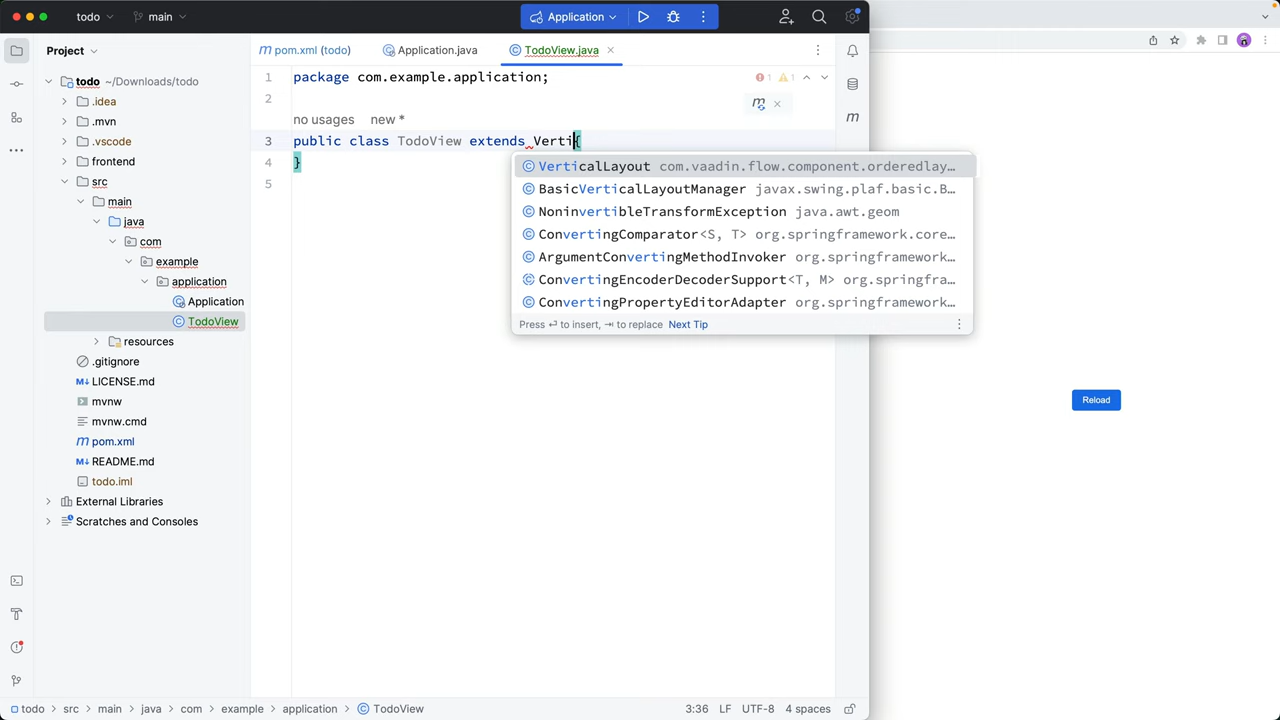 todo
main
Application
Project
pom.xml (todo)
Application.java
TodoView.java
todo ~/Downloads/todo
.idea
.mvn
.vscode
frontend
src
main
java
com
example
application
Application
TodoView
resources
.gitignore
LICENSE.md
mvnw
mvnw.cmd
pom.xml
README.md
todo.iml
External Libraries
Scratches and Consoles
1 package com.example.application;
1 1
2
no usages new *
3 public class TodoView extends Verti{
4 }
5
VerticalLayout com.vaadin.flow.component.orderedlay…
BasicVerticalLayoutManager javax.swing.plaf.basic.B…
NoninvertibleTransformException java.awt.geom
ConvertingComparator<S, T> org.springframework.core…
ArgumentConvertingMethodInvoker org.springframework…
ConvertingEncoderDecoderSupport<T, M> org.springfra…
ConvertingPropertyEditorAdapter org.springframework…
Press ⏎ to insert, ⇥ to replace Next Tip
Reload
todo src main java com example application TodoView
3:36 LF UTF-8 4 spaces